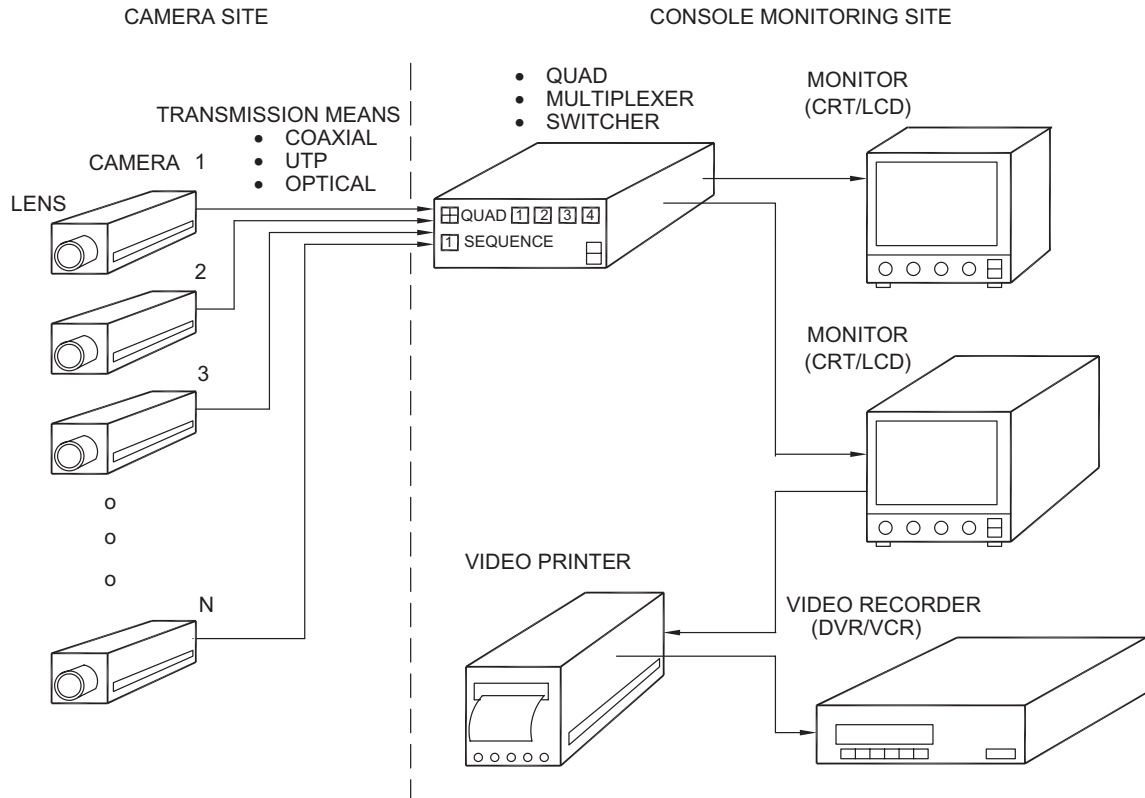 CAMERA SITE
CONSOLE MONITORING SITE
TRANSMISSION MEANS
• COAXIAL
• UTP
• OPTICAL
• QUAD
• MULTIPLEXER
• SWITCHER
MONITOR
(CRT/LCD)
CAMERA 1
LENS
QUAD 1 2 3 4
1 SEQUENCE
2
3
MONITOR
(CRT/LCD)
o
o
o
N
VIDEO PRINTER
VIDEO RECORDER
(DVR/VCR)